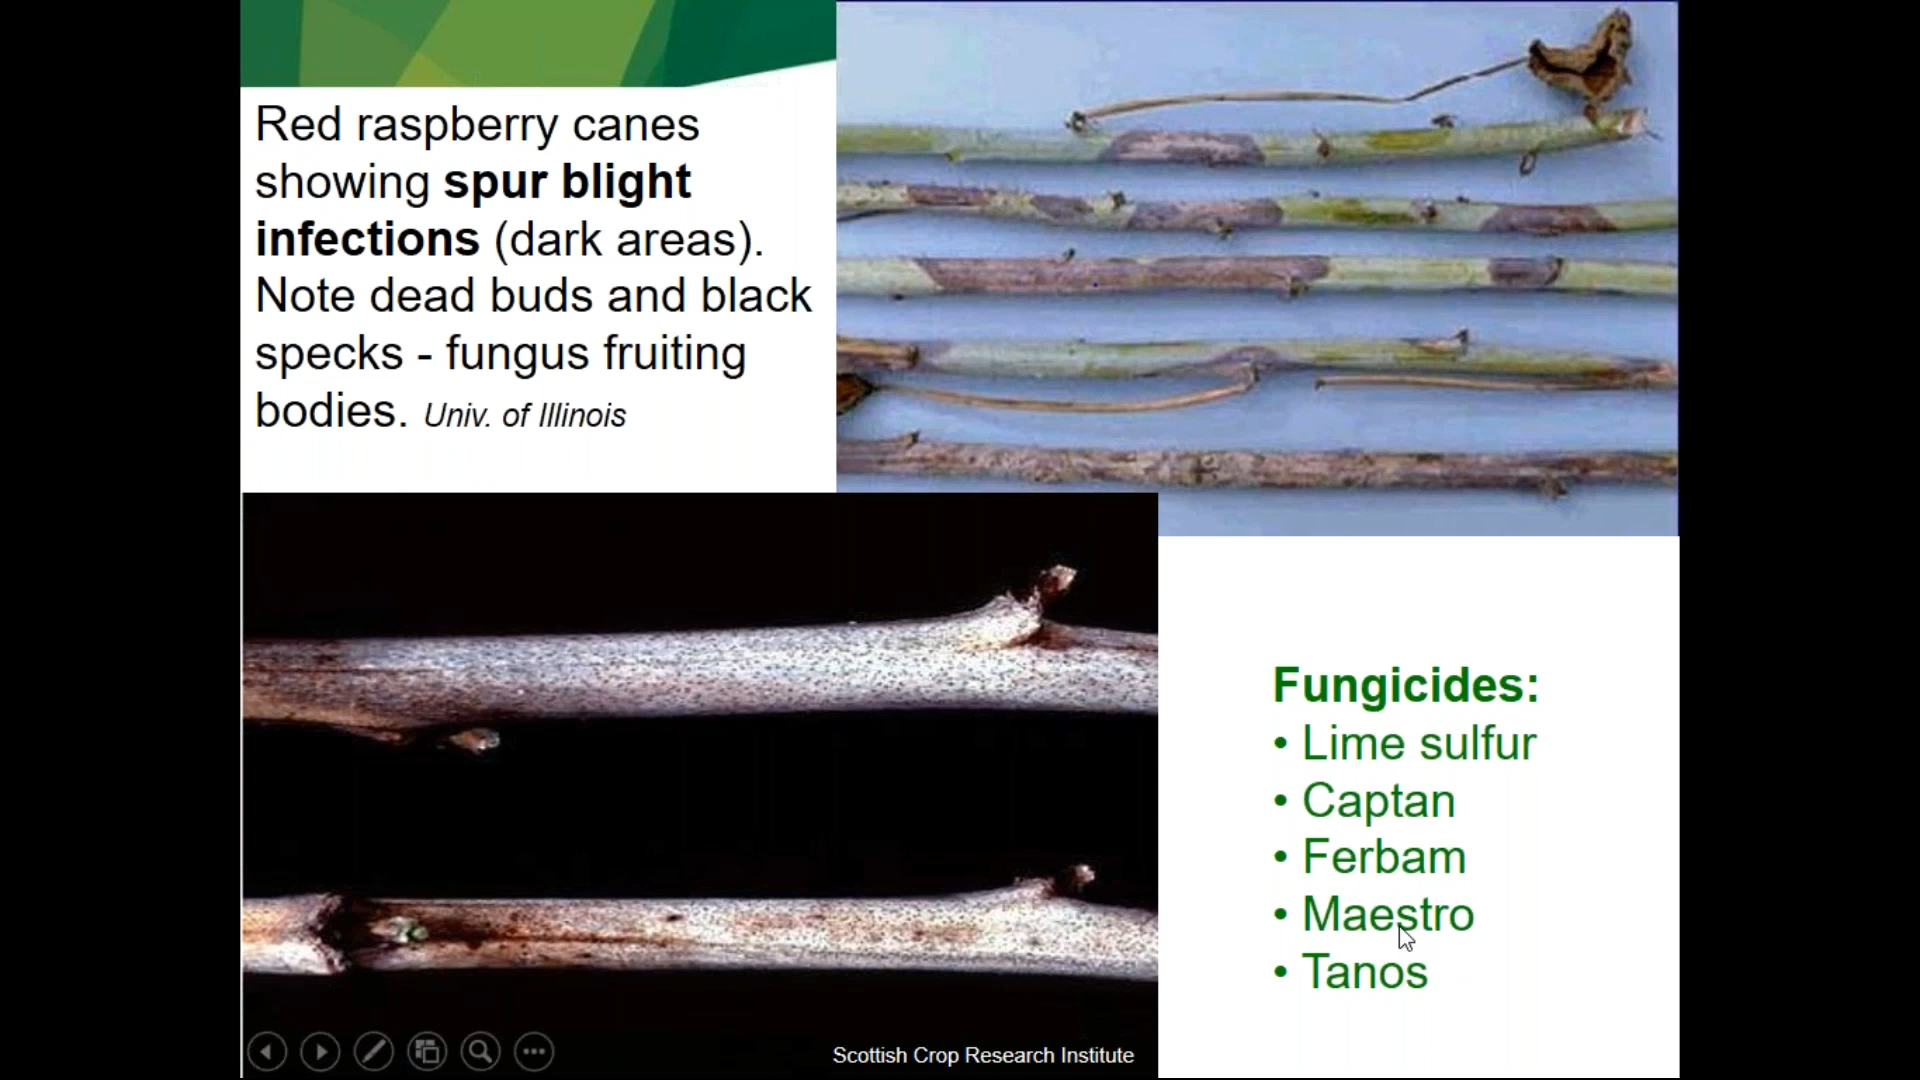 Red raspberry canes
showing spur blight
infections (dark areas).
Note dead buds and black
specks - fungus fruiting
bodies. Univ. of Illinois
Fungicides:
• Lime sulfur
• Captan
• Ferbam
• Maestro
• Tanos
Scottish Crop Research Institute